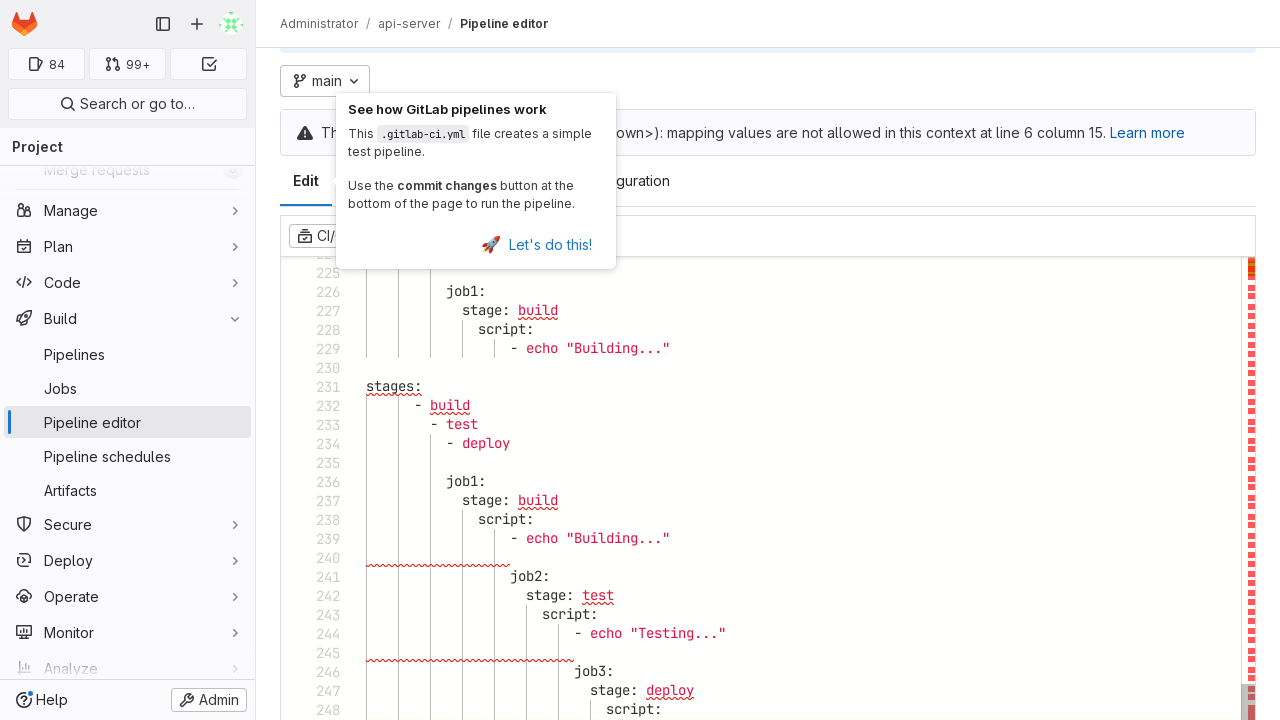 Administrator / api-server / Pipeline editor
84
99+
Search or go to…
Project
Merge requests
Manage
Plan
Code
Build
Pipelines
Jobs
Pipeline editor
Pipeline schedules
Artifacts
Secure
Deploy
Operate
Monitor
Analyze
Help
Admin
main
own>): mapping values are not allowed in this context at line 6 column 15. Learn more
See how GitLab pipelines work
This .gitlab-ci.yml file creates a simple
test pipeline.
Use the commit changes button at the
bottom of the page to run the pipeline.
🚀 Let's do this!
Edit
guration
CI/
225
226 job1:
227 stage: build
228 script:
229 - echo "Building..."
230
231 stages:
232 - build
233 - test
234 - deploy
235
236 job1:
237 stage: build
238 script:
239 - echo "Building..."
240
241 job2:
242 stage: test
243 script:
244 - echo "Testing..."
245
246 job3:
247 stage: deploy
248 script: